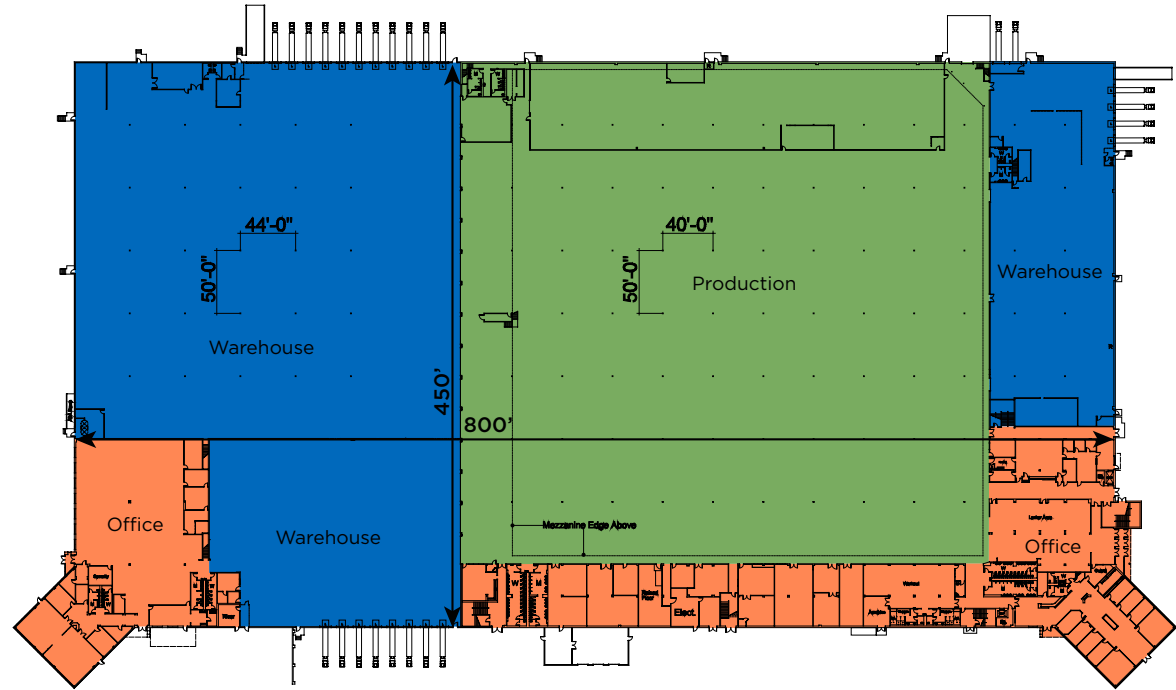 44'-0"
50'-0"
40'-0"
50'-0"
Production
Warehouse
Warehouse
450'
800'
Office
Warehouse
Mezzanine Edge Above
Office
W
M
Elect.